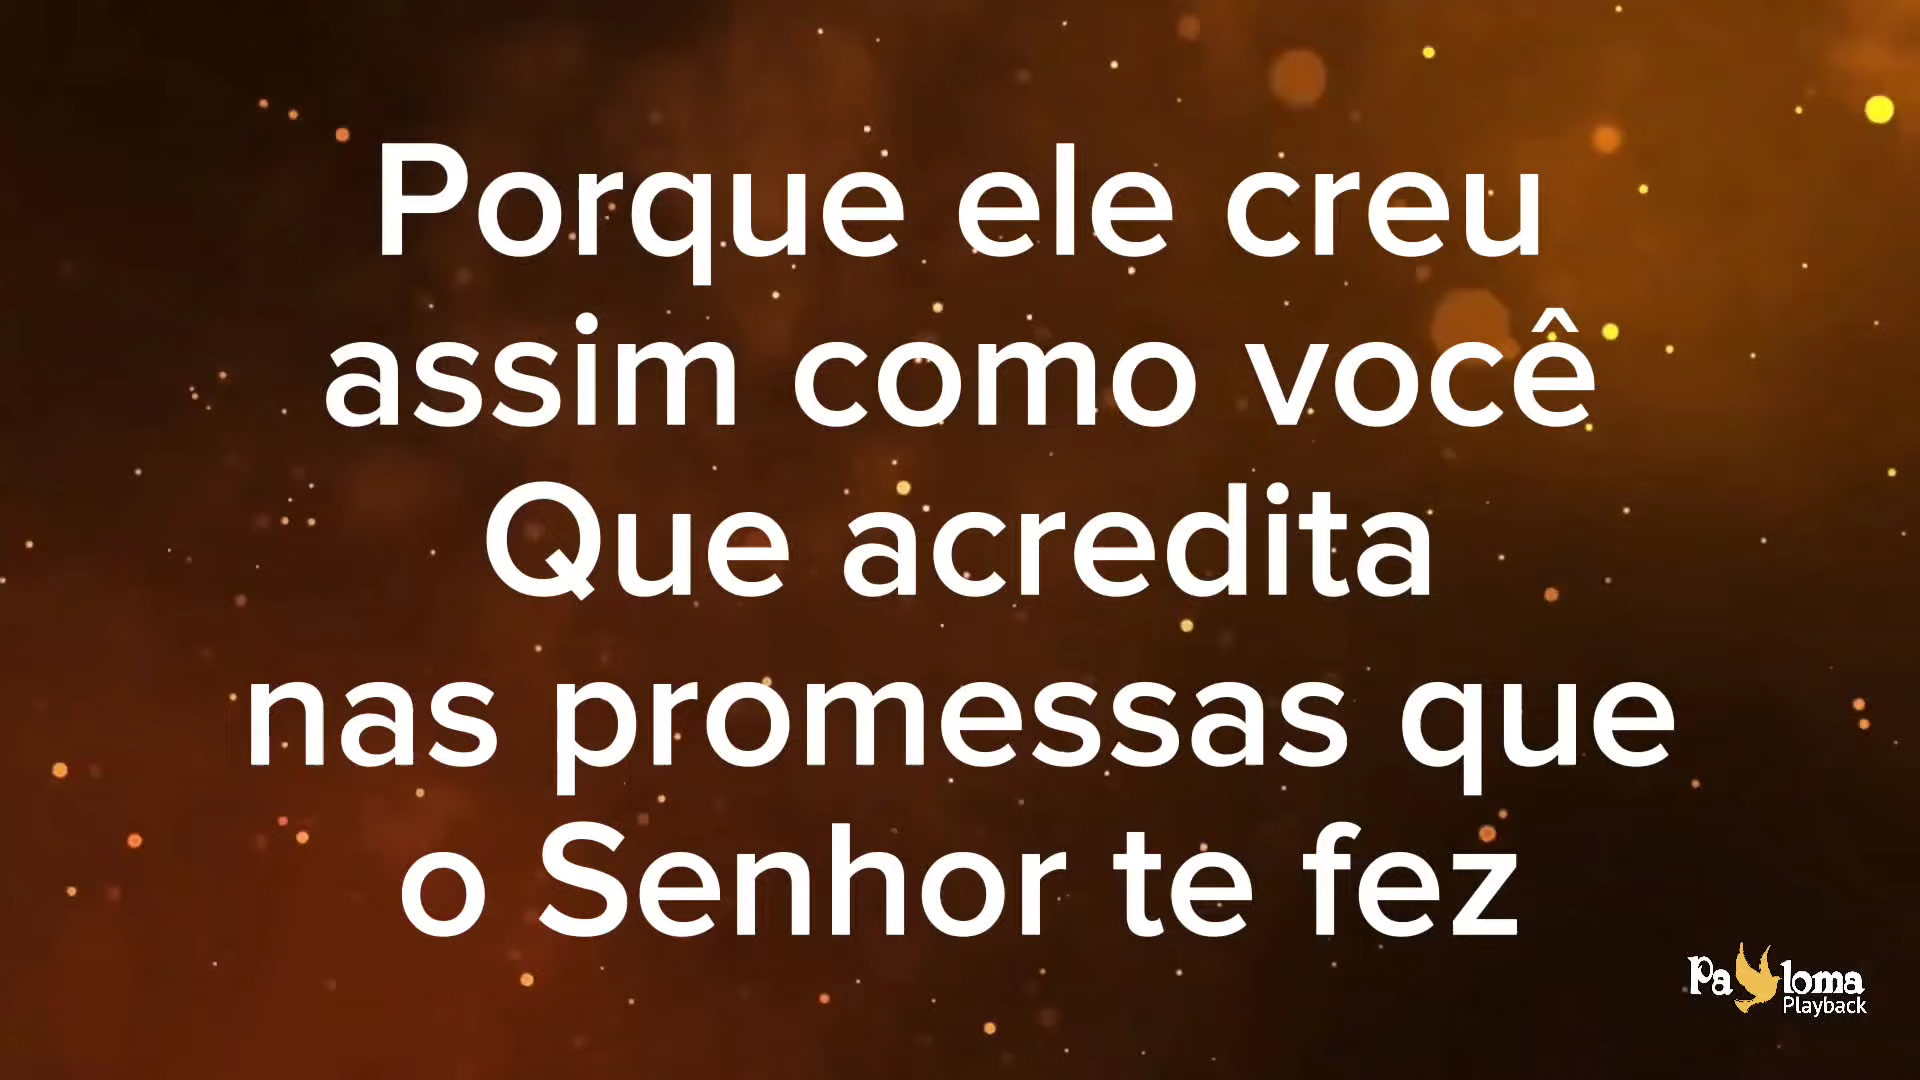 Porque ele creu
assim como você
Que acredita
nas promessas que
o Senhor te fez
Paloma
Playback